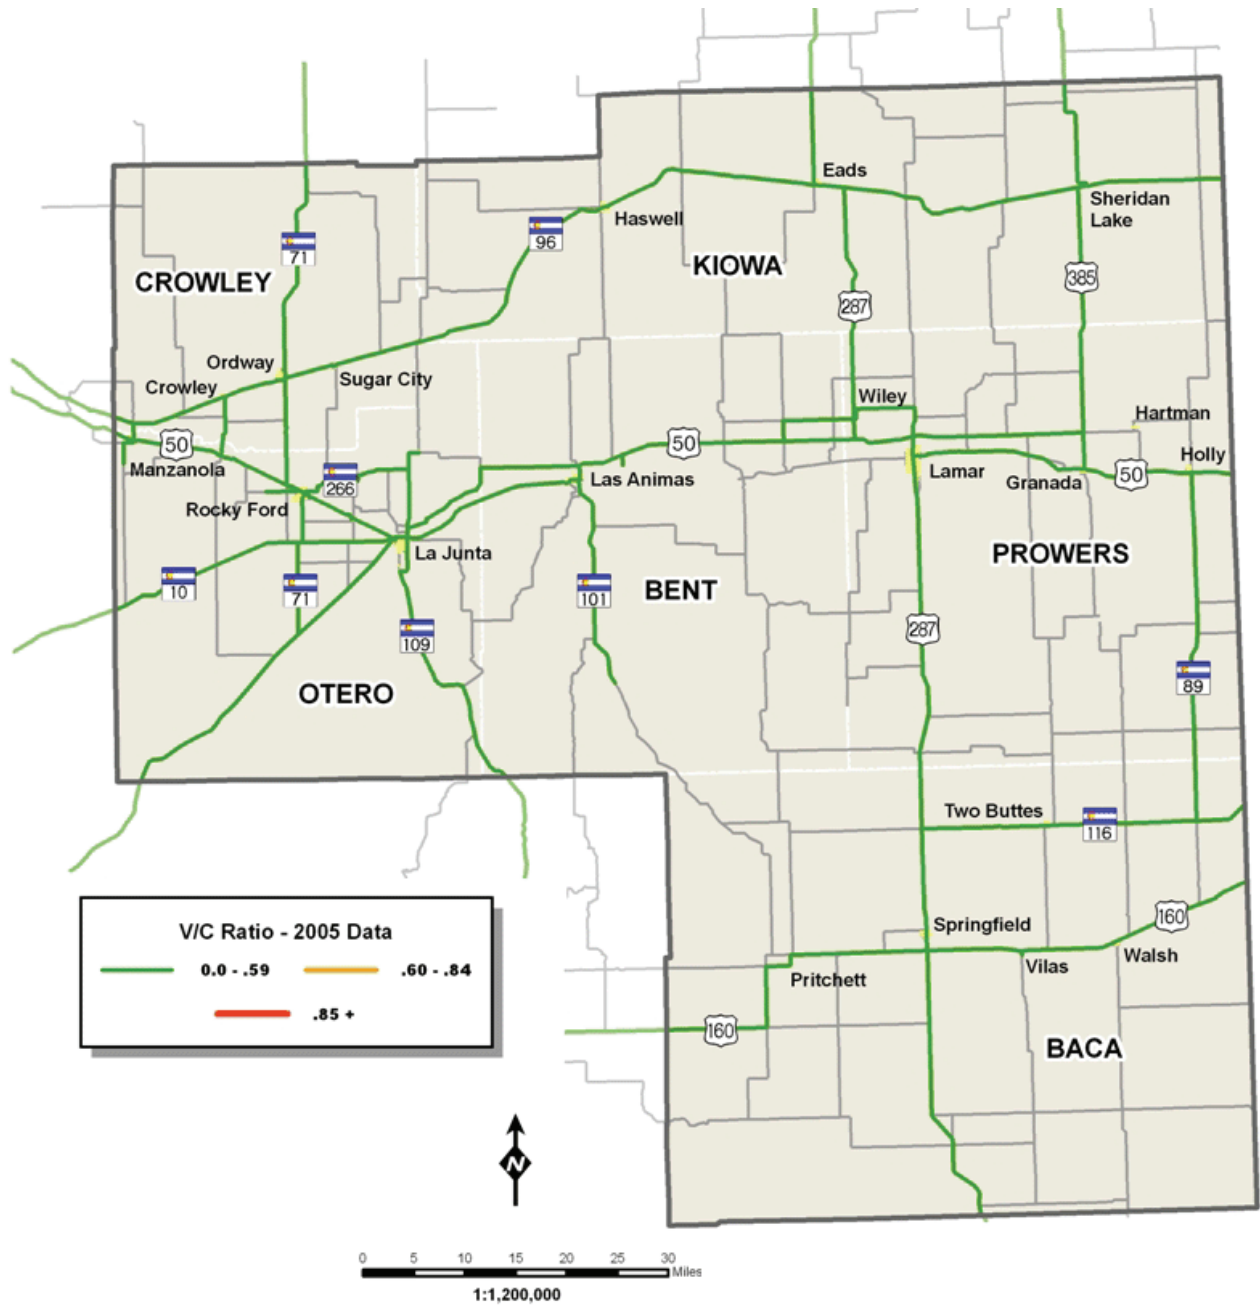 Eads
Sheridan
Lake
Haswell
96
71
KIOWA
CROWLEY
385
287
Ordway
Sugar City
Crowley
Wiley
Hartman
50
50
Manzanola
266
Las Animas
Lamar
Holly
Granada
50
Rocky Ford
La Junta
PROWERS
10
71
101
BENT
109
287
OTERO
89
Two Buttes
116
V/C Ratio - 2005 Data
0.0 - .59
.60 - .84
.85 +
160
Springfield
Walsh
Vilas
Pritchett
160
BACA
N
0 5 10 15 20 25 30
Miles
1:1,200,000